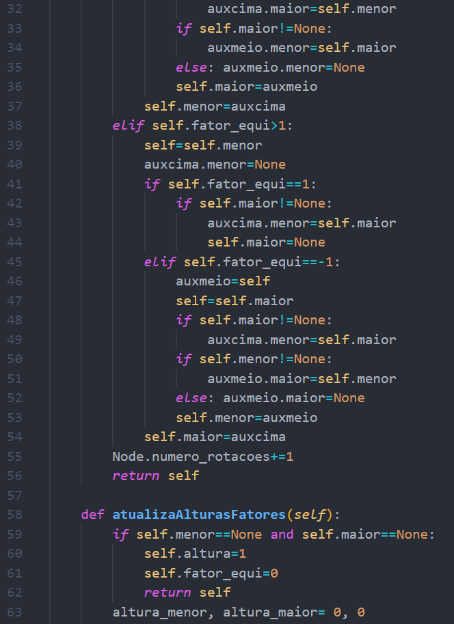 32 auxcima.maior=self.menor
33 if self.maior!=None:
34 auxmeio.menor=self.maior
35 else: auxmeio.menor=None
36 self.maior=auxmeio
37 self.menor=auxcima
38 elif self.fator_equi>1:
39 self=self.menor
40 auxcima.menor=None
41 if self.fator_equi==1:
42 if self.maior!=None:
43 auxcima.menor=self.maior
44 self.maior=None
45 elif self.fator_equi==-1:
46 auxmeio=self
47 self=self.maior
48 if self.maior!=None:
49 auxcima.menor=self.maior
50 if self.menor!=None:
51 auxmeio.maior=self.menor
52 else: auxmeio.maior=None
53 self.menor=auxmeio
54 self.maior=auxcima
55 Node.numero_rotacoes+=1
56 return self
57
58 def atualizaAlturasFatores(self):
59 if self.menor==None and self.maior==None:
60 self.altura=1
61 self.fator_equi=0
62 return self
63 altura_menor, altura_maior= 0, 0